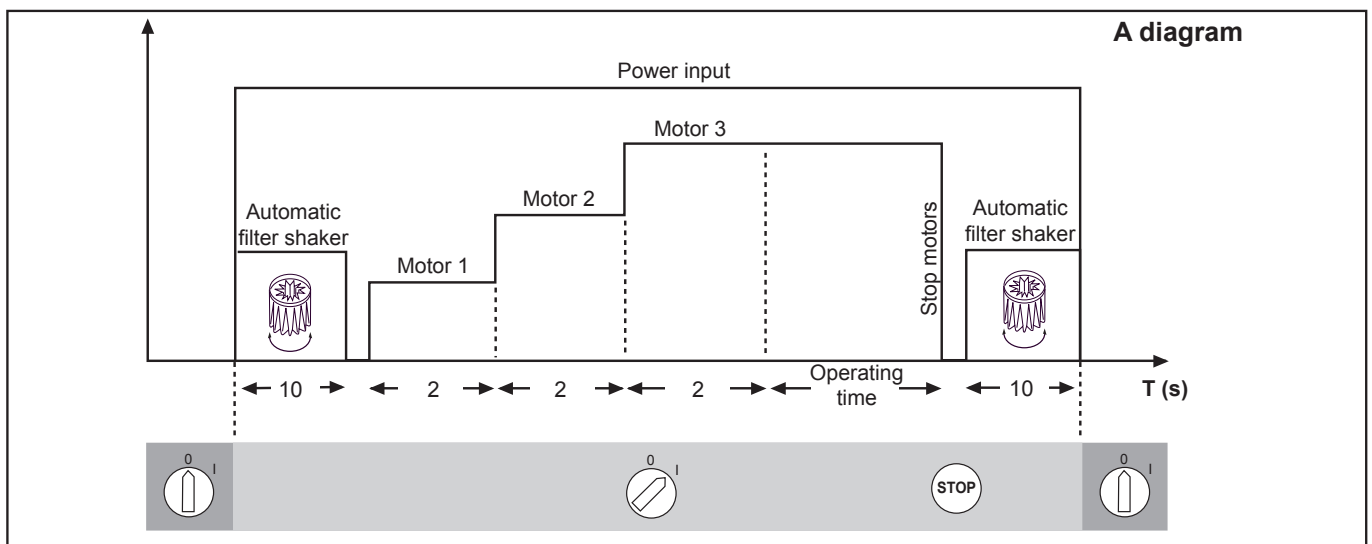 A diagram
Power input
Motor 3
Motor 2
Automatic
filter shaker
Motor 1
Stop motors
Automatic
filter shaker
10
2
2
2
Operating
time
10
T (s)
0
I
0
I
STOP
0
I